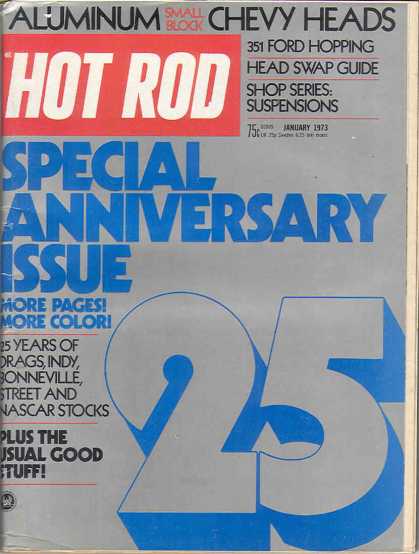 ALUMINUM SMALL BLOCK CHEVY HEADS
HOT ROD
351 FORD HOPPING
HEAD SWAP GUIDE
SHOP SERIES:
SUSPENSIONS
75c JANUARY 1973
SPECIAL
ANNIVERSARY
ISSUE
MORE PAGES!
MORE COLOR!
25 YEARS OF
DRAGS, INDY,
BONNEVILLE,
STREET AND
NASCAR STOCKS
PLUS THE
USUAL GOOD
STUFF!
25